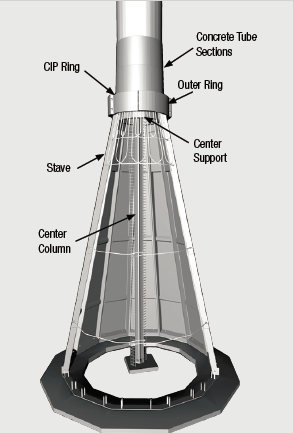 Concrete Tube
Sections
CIP Ring
Outer Ring
Center
Support
Stave
Center
Column